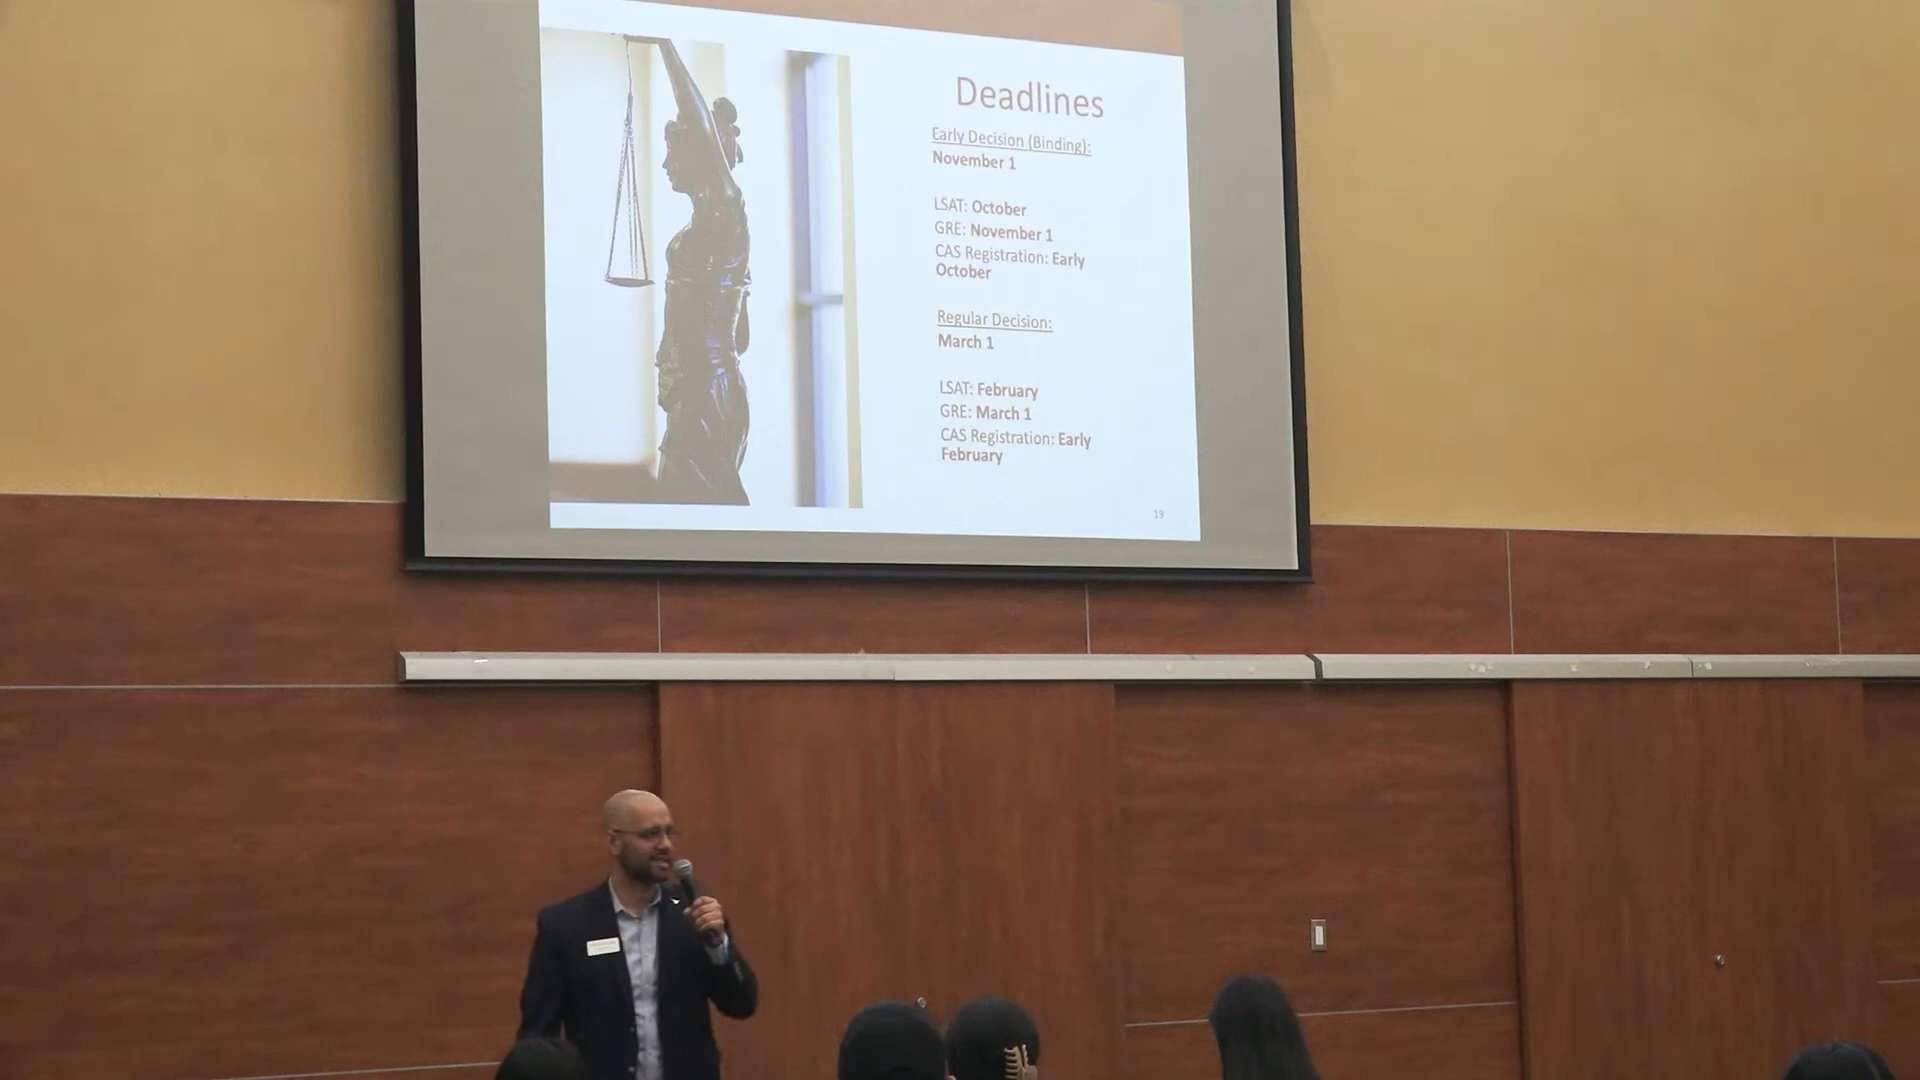 Deadlines
Early Decision (Binding):
November 1
LSAT: October
GRE: November 1
CAS Registration: Early
October
Regular Decision:
March 1
LSAT: February
GRE: March 1
CAS Registration: Early
February
19